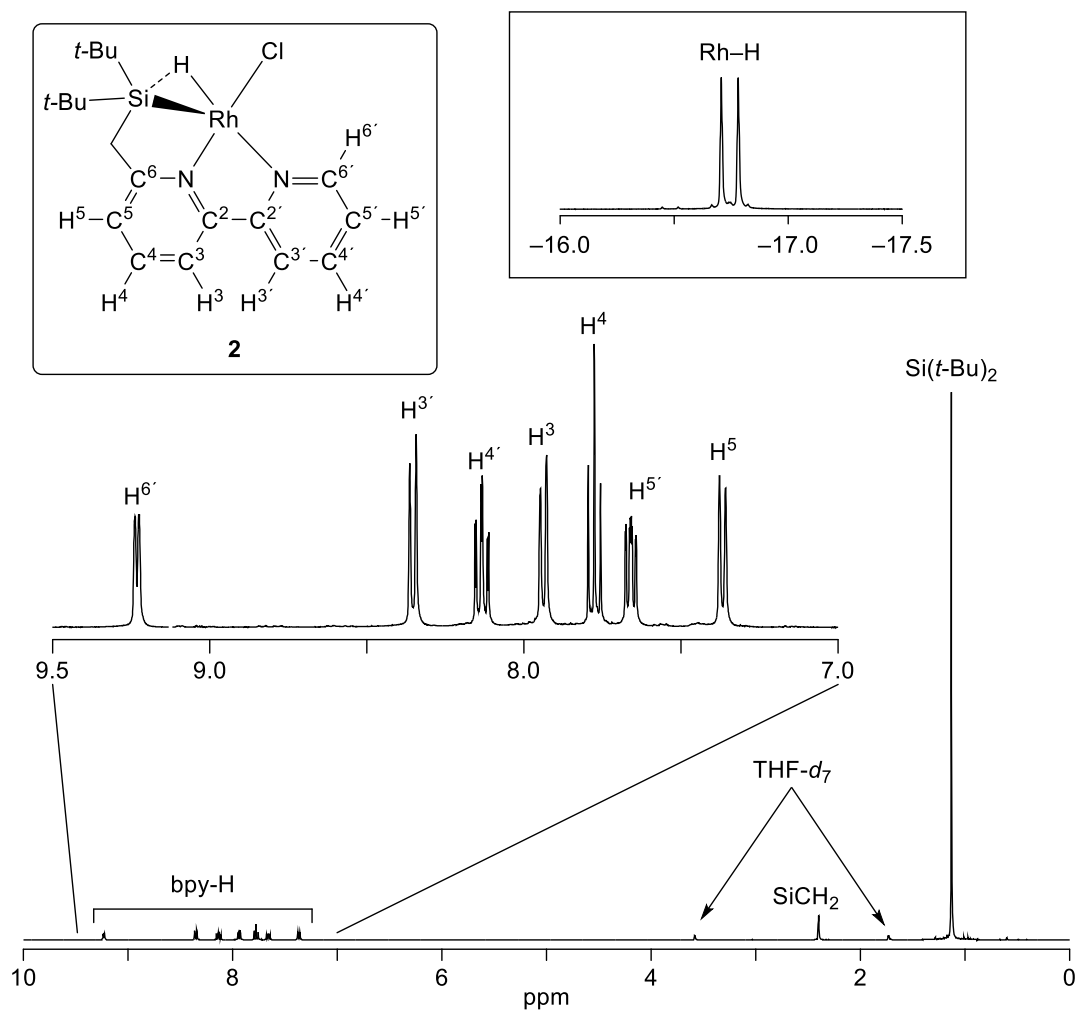 t-Bu H Cl
t-Bu Si Rh
H6´
C6 N N C6´
H5 C5 C2 C2´ C5´ H5´
C4 C3 C3´ C4´
H4 H3 H3´ H4´
2
Rh–H
–16.0 –17.0 –17.5
H6´ H3´ H4´ H3 H4 H5´ H5
9.5 9.0 8.0 7.0
Si(t-Bu)2
THF-d7
bpy-H
SiCH2
10 8 6 4 2 0
ppm